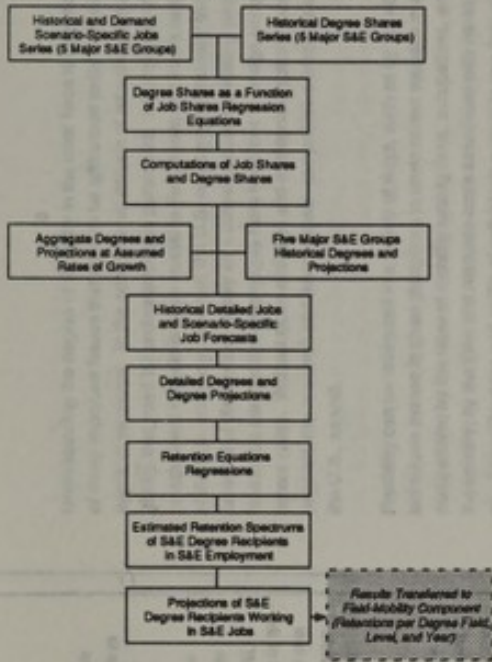 Historical and Demand
Scenario-Specific Jobs
Series (5 Major S&E Groups)
Historical Degree Shares
Series (5 Major S&E Groups)
Degree Shares as a Function
of Job Shares Regression
Equations
Computations of Job Shares
and Degree Shares
Aggregate Degrees and
Projections at Assumed
Rates of Growth
Five Major S&E Groups
Historical Degrees and
Projections
Historical Detailed Jobs
and Scenario-Specific
Job Forecasts
Detailed Degrees and
Degree Projections
Retention Equations
Regressions
Estimated Retention Spectrums
of S&E Degree Recipients
in S&E Employment
Projections of S&E
Degree Recipients Working
in S&E Jobs
Results Transferred to
Field-Mobility Component
(Retentions per Degree Field,
Level, and Year)